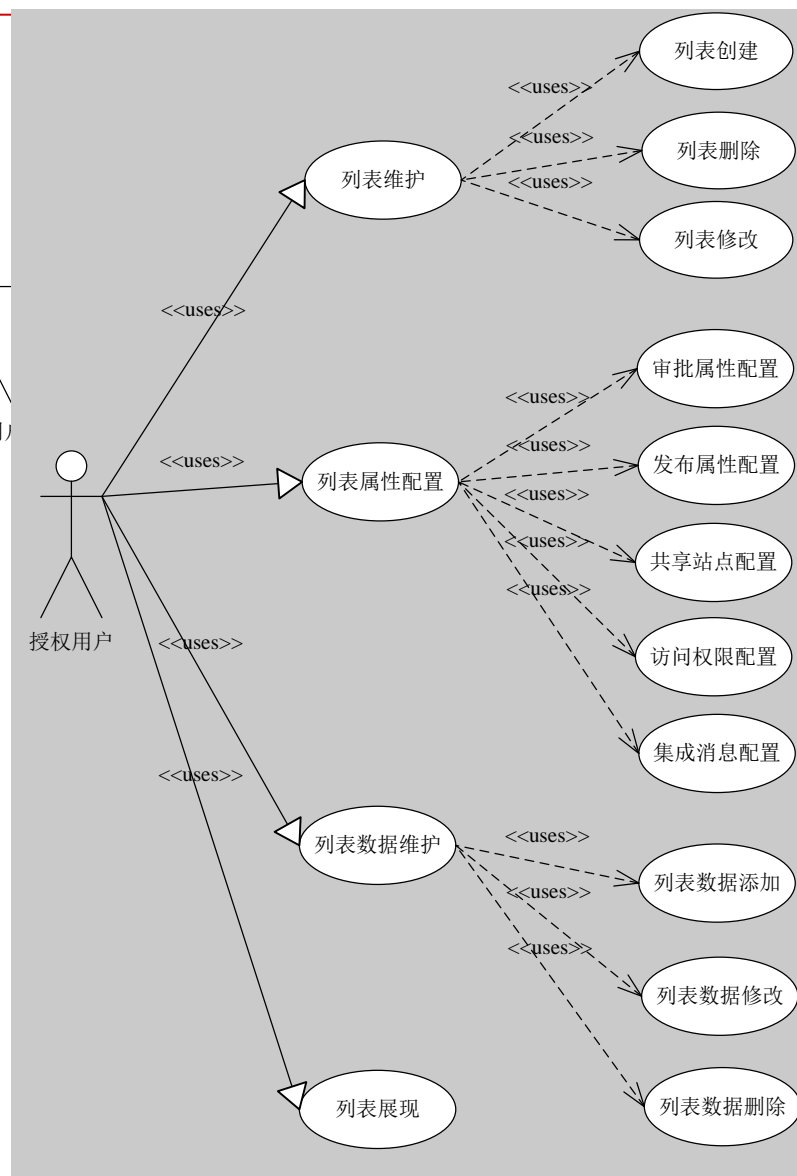 列表创建
<<uses>>
<<uses>>
列表删除
列表维护
<<uses>>
列表修改
<<uses>>
审批属性配置
<<uses>>
<<uses>>
发布属性配置
<<uses>>
列表属性配置
<<uses>>
<<uses>>
共享站点配置
<<uses>>
授权用户
<<uses>>
访问权限配置
集成消息配置
<<uses>>
<<uses>>
列表数据维护
列表数据添加
<<uses>>
<<uses>>
列表数据修改
列表展现
列表数据删除